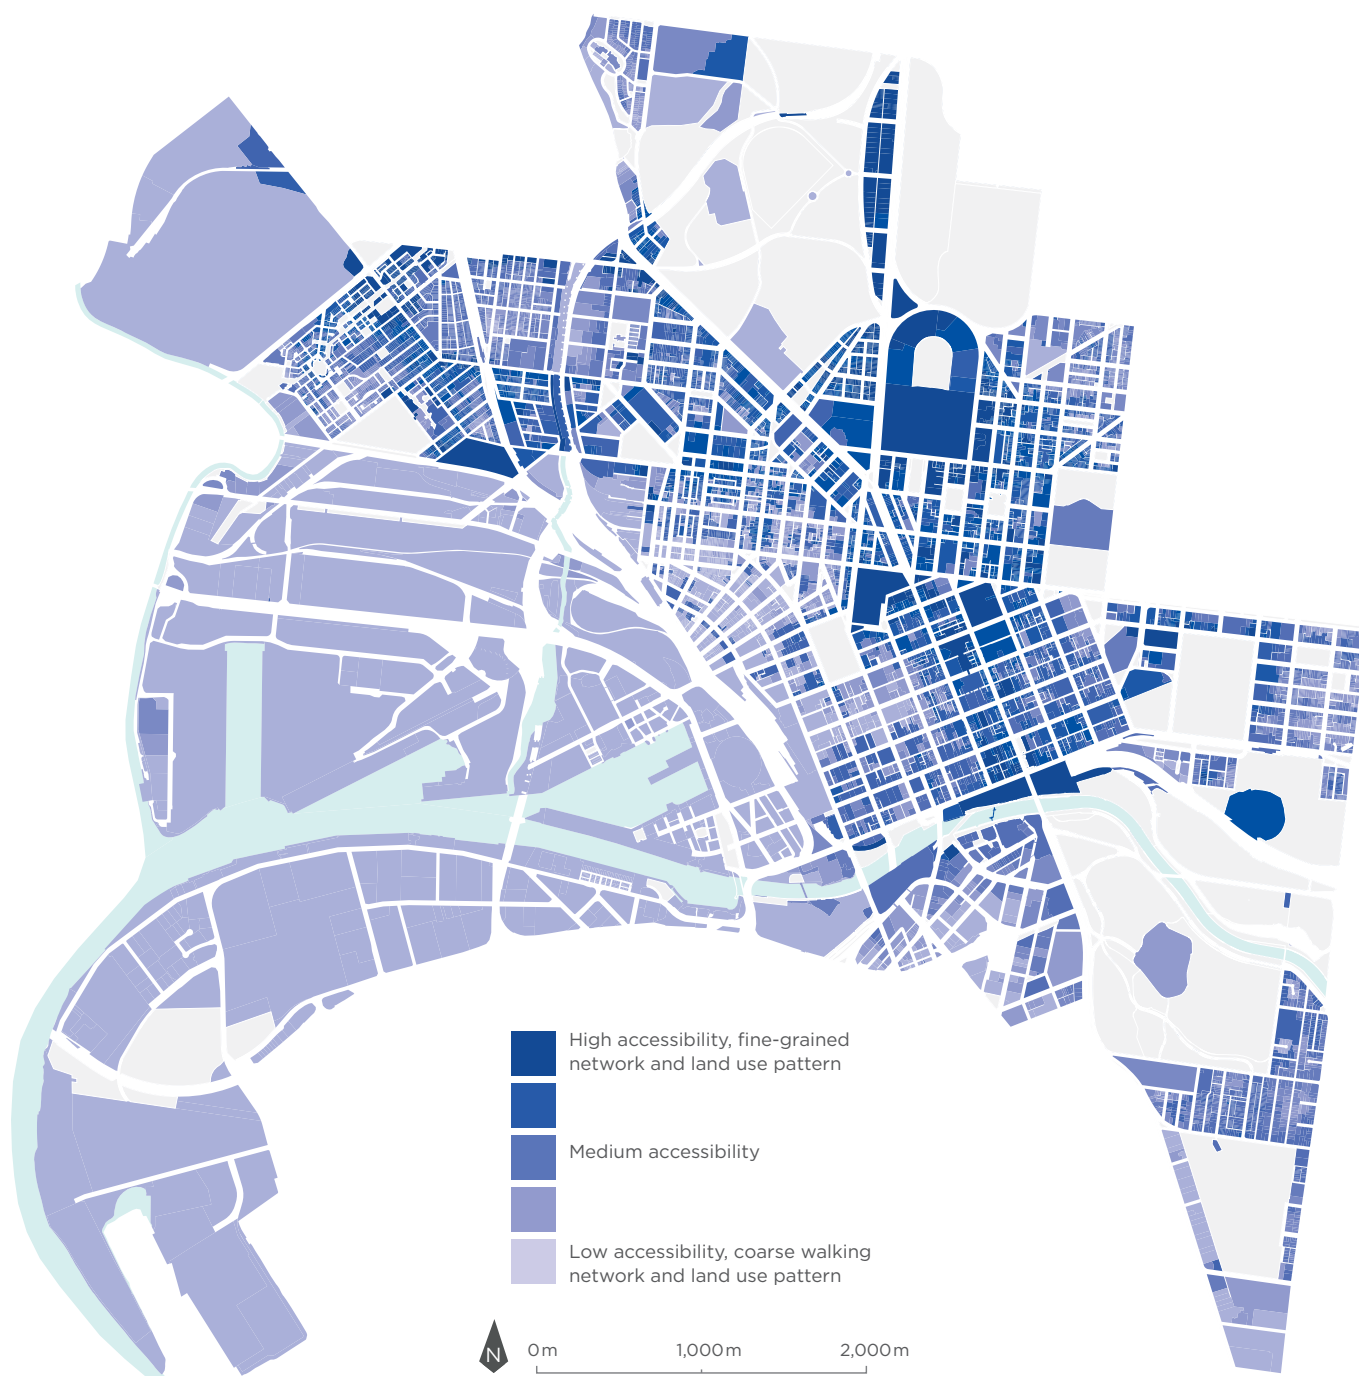 High accessibility, fine-grained
network and land use pattern
Medium accessibility
Low accessibility, coarse walking
network and land use pattern
N
0m
1,000m
2,000m